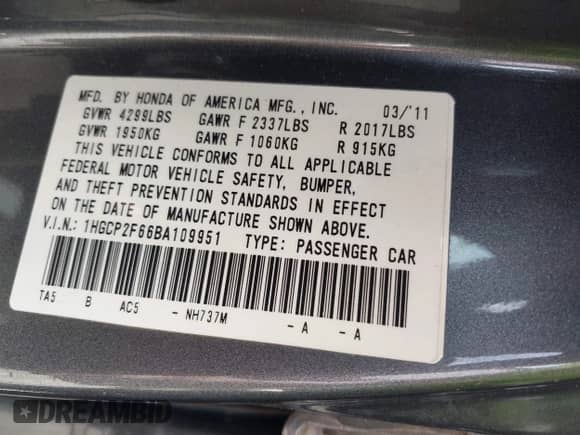 MFD. BY HONDA OF AMERICA MFG., INC. 03/'11
GVWR 4299LBS GAWR F 2337LBS R 2017LBS
GVWR 1950KG GAWR F 1060KG R 915KG
THIS VEHICLE CONFORMS TO ALL APPLICABLE
FEDERAL MOTOR VEHICLE SAFETY, BUMPER,
AND THEFT PREVENTION STANDARDS IN EFFECT
ON THE DATE OF MANUFACTURE SHOWN ABOVE.
V.I.N.: 1HGCP2F66BA109951 TYPE: PASSENGER CAR
TA5 B AC5 - NH737M - A - A
DREAMBID